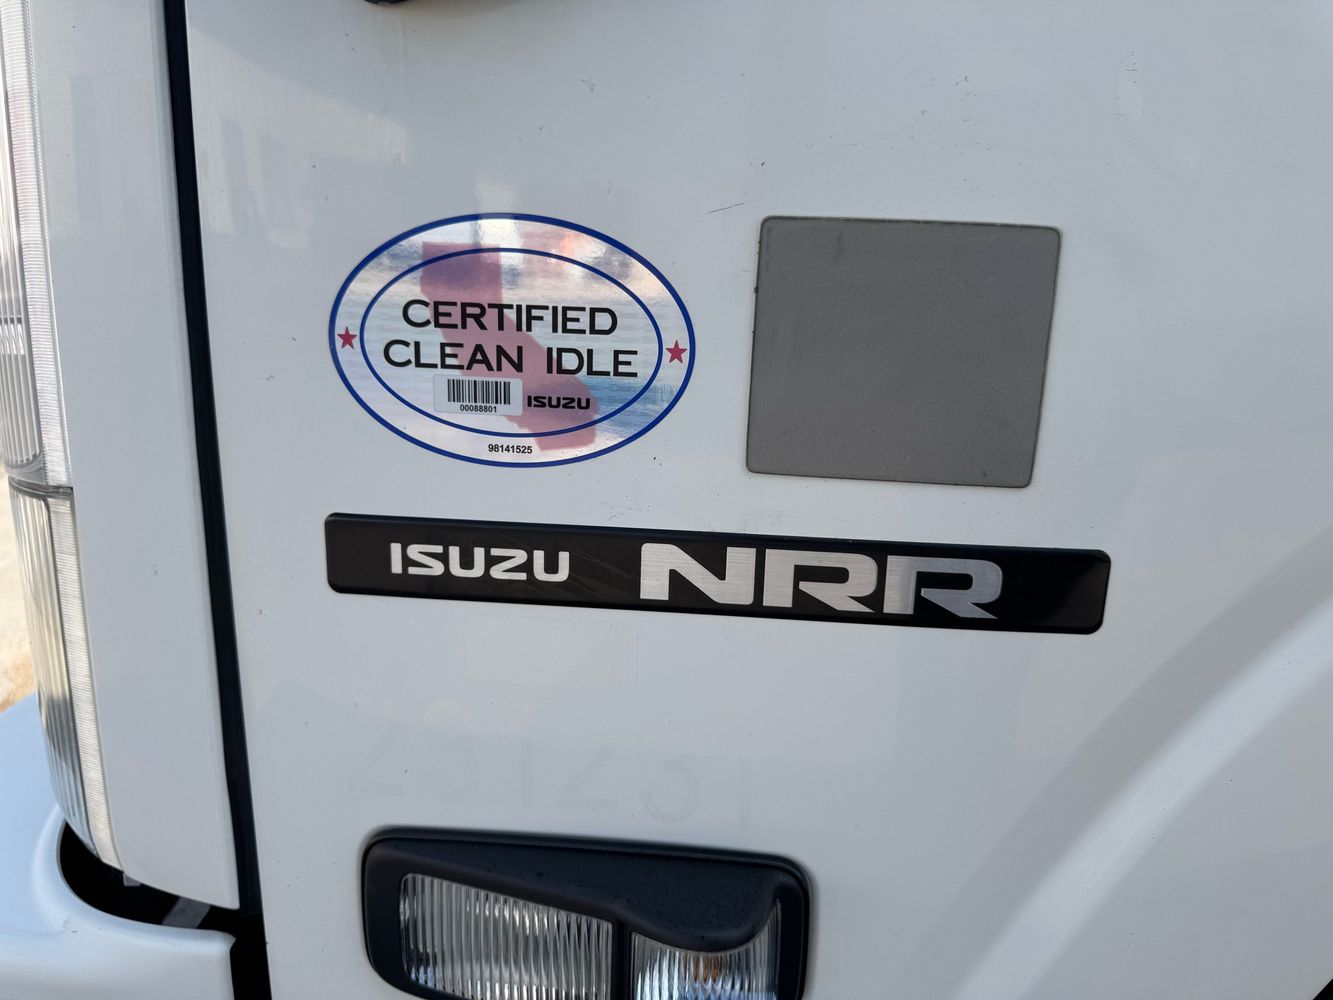 CERTIFIED
CLEAN IDLE
00088801
ISUZU
98141525
ISUZU NRR